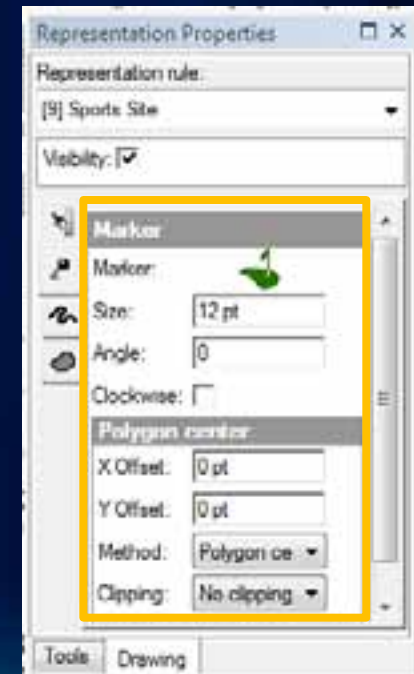 Representation Properties
Representation rule:
[9] Sports Site
Visibility:
Marker
Marker:
Size: 12 pt
Angle: 0
Clockwise:
Polygon center
X Offset: 0 pt
Y Offset: 0 pt
Method: Polygon ce
Clipping: No clipping
Tools Drawing